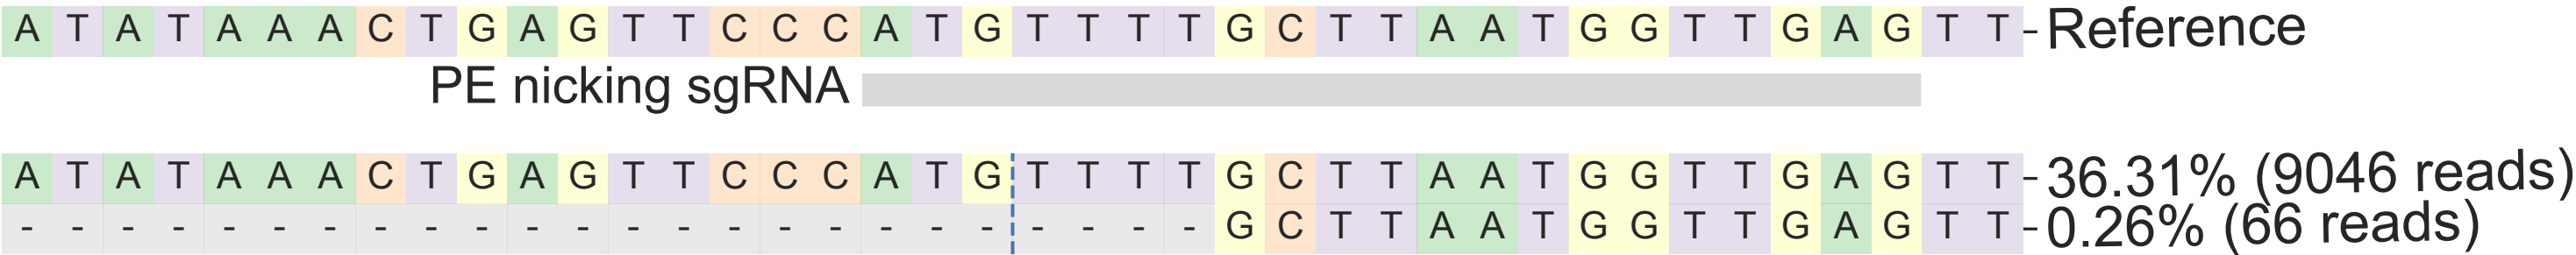 A T A T A A A C T G A G T T C C C A T G T T T T G C T T A A T G G T T G A G T T - Reference
PE nicking sgRNA
A T A T A A A C T G A G T T C C C A T G T T T T G C T T A A T G G T T G A G T T - 36.31% (9046 reads)
- - - - - - - - - - - - - - - - - - - - - - - - G C T T A A T G G T T G A G T T - 0.26% (66 reads)